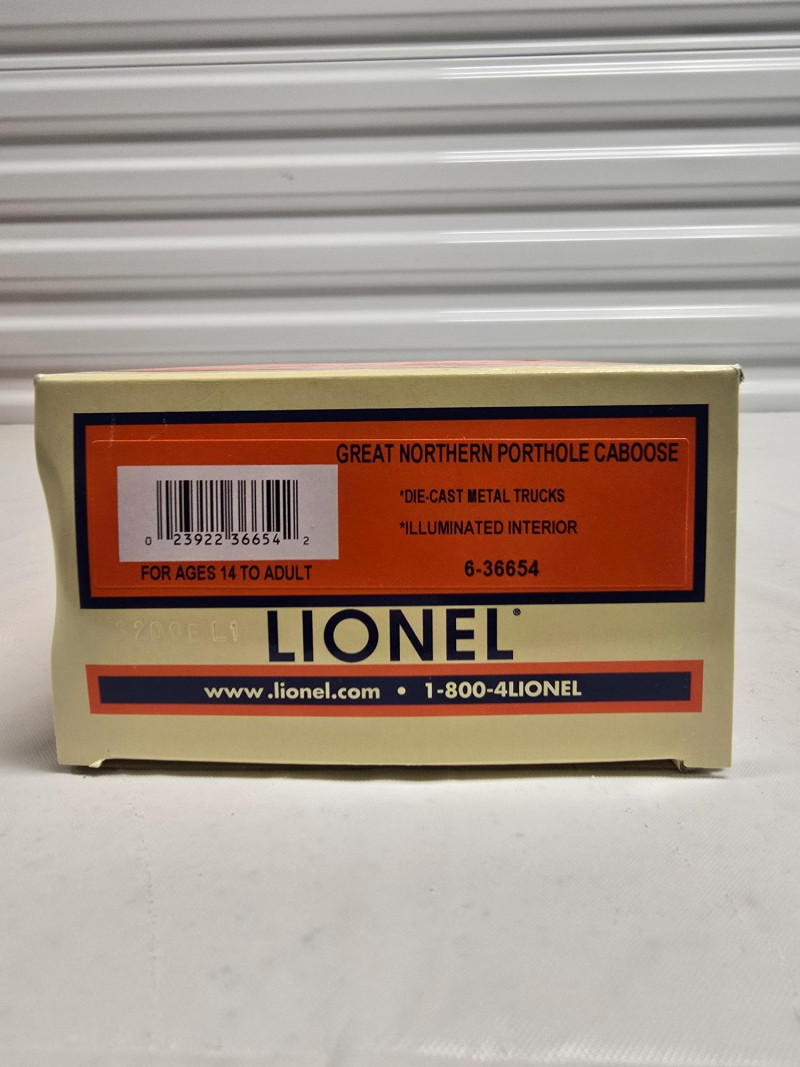 GREAT NORTHERN PORTHOLE CABOOSE
*DIE-CAST METAL TRUCKS
*ILLUMINATED INTERIOR
0 23922 36654 2
FOR AGES 14 TO ADULT
6-36654
LIONEL®
www.lionel.com • 1-800-4LIONEL